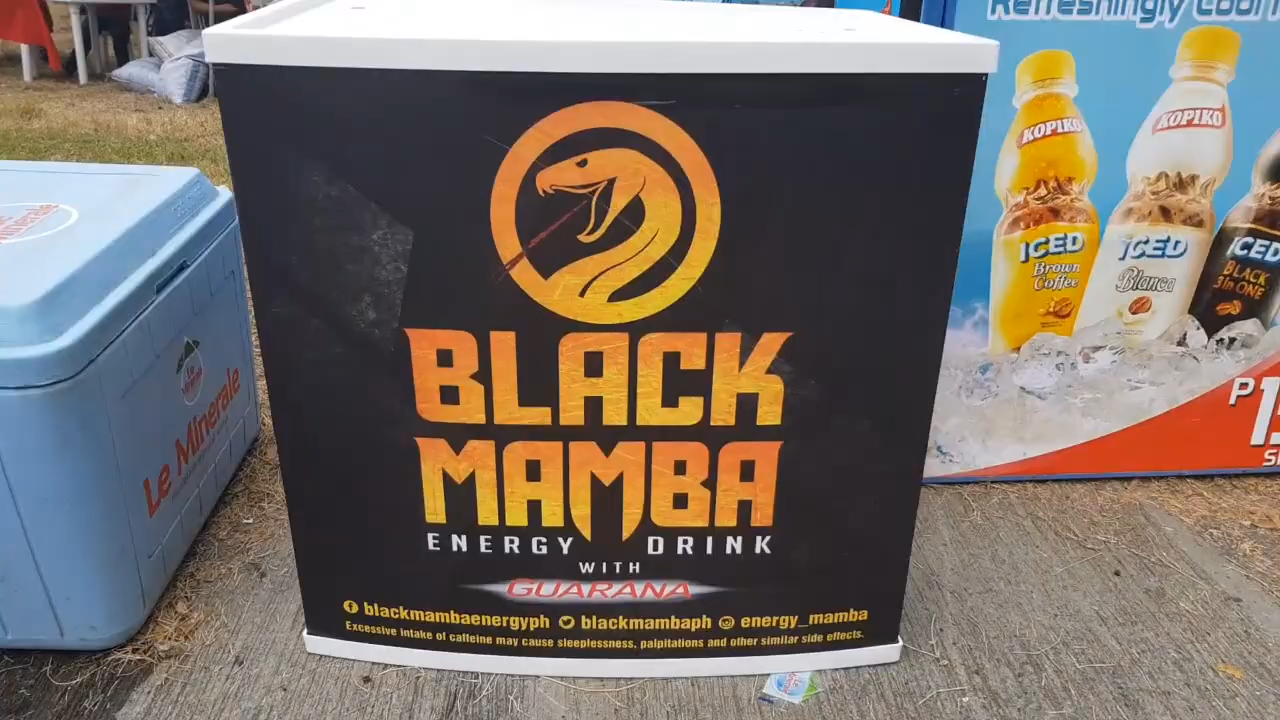 BLACK
MAMBA
ENERGY DRINK
WITH
GUARANA
blackmambaenergyph blackmambaph energy_mamba
Excessive intake of caffeine may cause sleeplessness, palpitations and other similar side effects.
Le Minerale
Refreshingly Cool
KOPIKO
ICED
Brown
Coffee
KOPIKO
ICED
Blanca
ICED
BLACK
3 in ONE